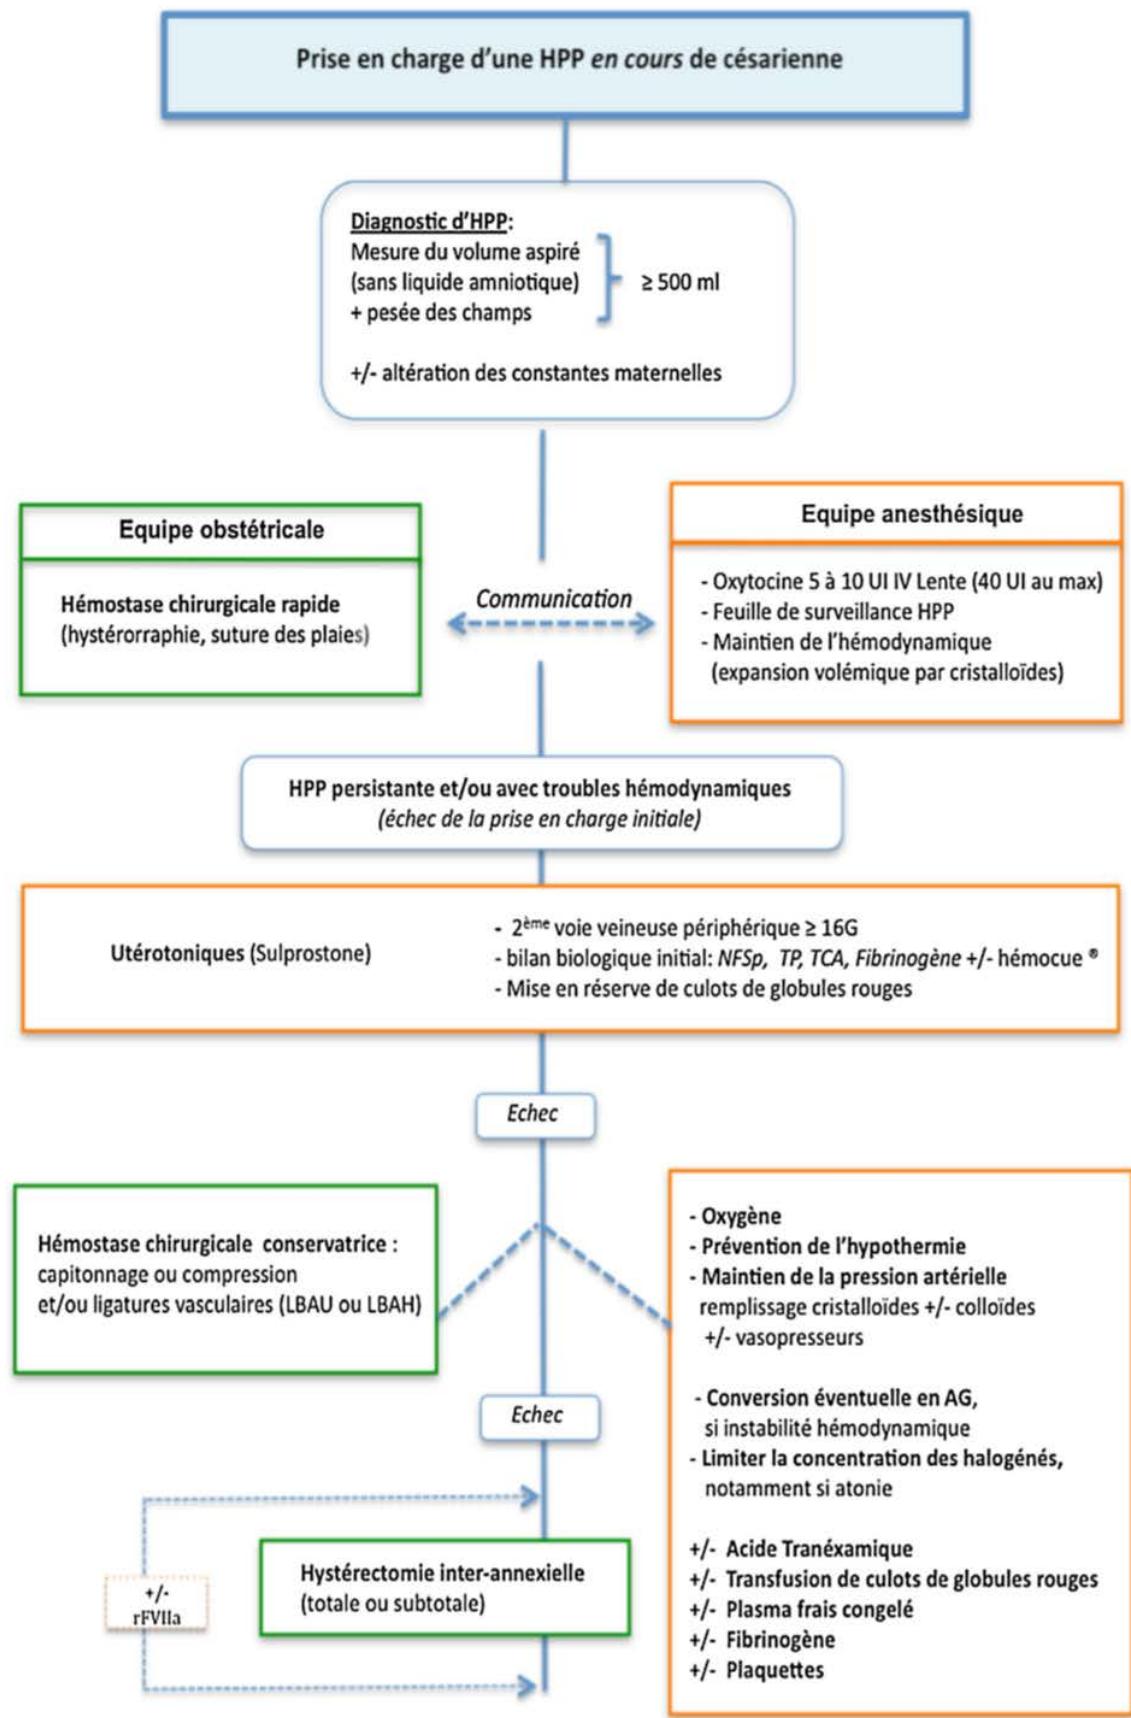 Prise en charge d'une HPP en cours de césarienne
Diagnostic d'HPP:
Mesure du volume aspiré
(sans liquide amniotique)
+ pesée des champs
≥ 500 ml
+/- altération des constantes maternelles
Equipe obstétricale
Hémostase chirurgicale rapide
(hystérorraphie, suture des plaies)
Communication
Equipe anesthésique
- Oxytocine 5 à 10 UI IV Lente (40 UI au max)
- Feuille de surveillance HPP
- Maintien de l'hémodynamique
(expansion volémique par cristalloïdes)
HPP persistante et/ou avec troubles hémodynamiques
(échec de la prise en charge initiale)
Utérotoniques (Sulprostone)
- 2ème voie veineuse périphérique ≥ 16G
- bilan biologique initial: NFSp, TP, TCA, Fibrinogène +/- hémocue ®
- Mise en réserve de culots de globules rouges
Echec
Hémostase chirurgicale conservatrice :
capitonnage ou compression
et/ou ligatures vasculaires (LBAU ou LBAH)
- Oxygène
- Prévention de l'hypothermie
- Maintien de la pression artérielle
remplissage cristalloïdes +/- colloïdes
+/- vasopresseurs
- Conversion éventuelle en AG,
si instabilité hémodynamique
- Limiter la concentration des halogénés,
notamment si atonie
+/- Acide Tranéxamique
+/- Transfusion de culots de globules rouges
+/- Plasma frais congelé
+/- Fibrinogène
+/- Plaquettes
Echec
Hystérectomie inter-annexielle
(totale ou subtotale)
+/-
rFVIIa